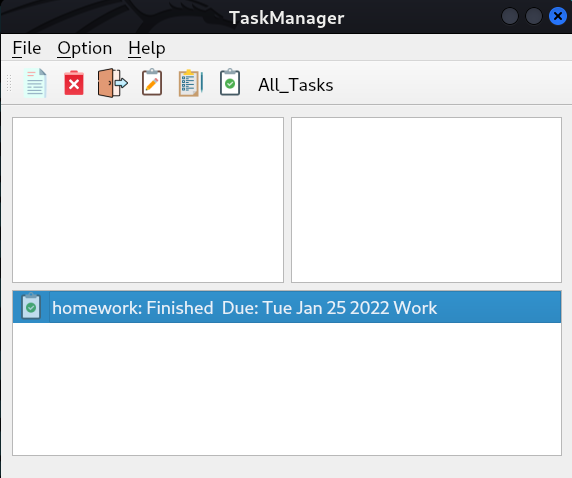 TaskManager
File Option Help
All_Tasks
homework: Finished  Due: Tue Jan 25 2022 Work